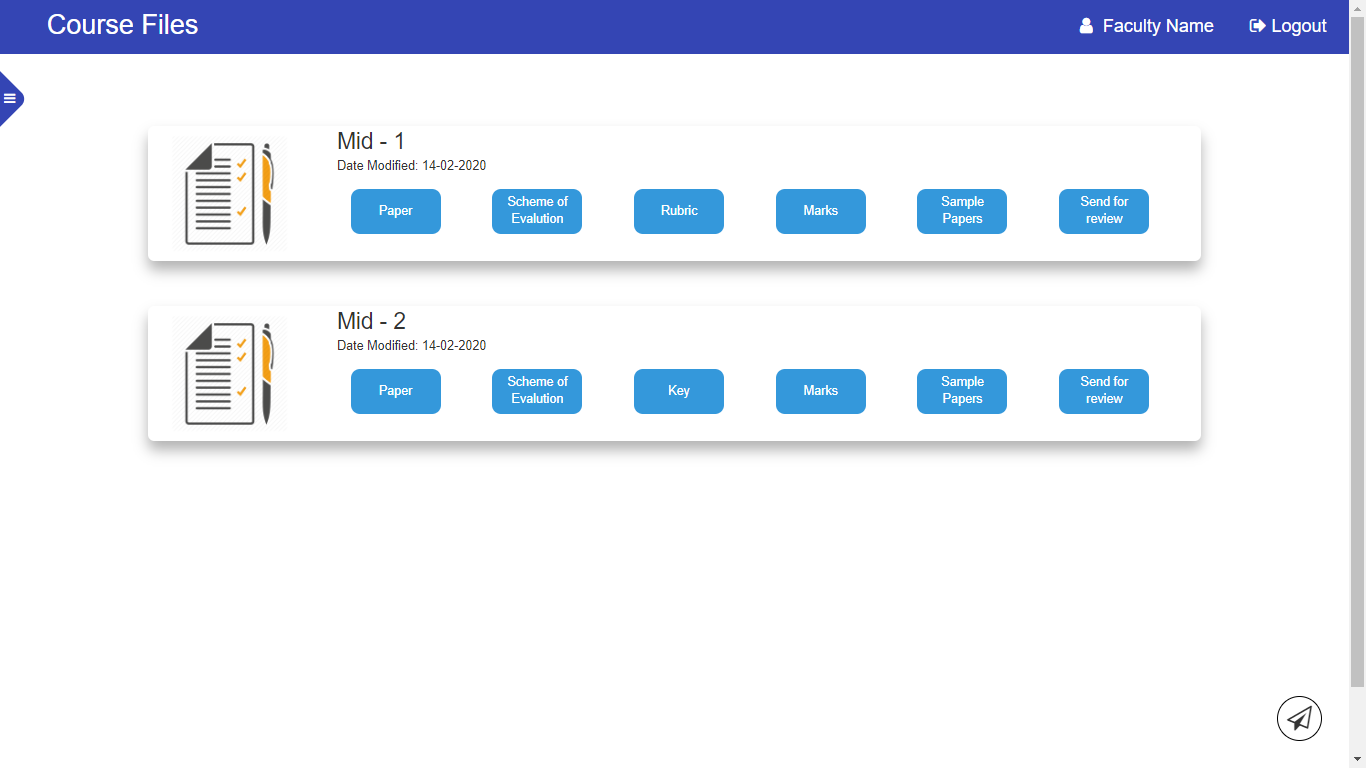 Course Files
Faculty Name
Logout
Mid - 1
Date Modified: 14-02-2020
Paper
Scheme of
Evalution
Rubric
Marks
Sample
Papers
Send for
review
Mid - 2
Date Modified: 14-02-2020
Paper
Scheme of
Evalution
Key
Marks
Sample
Papers
Send for
review